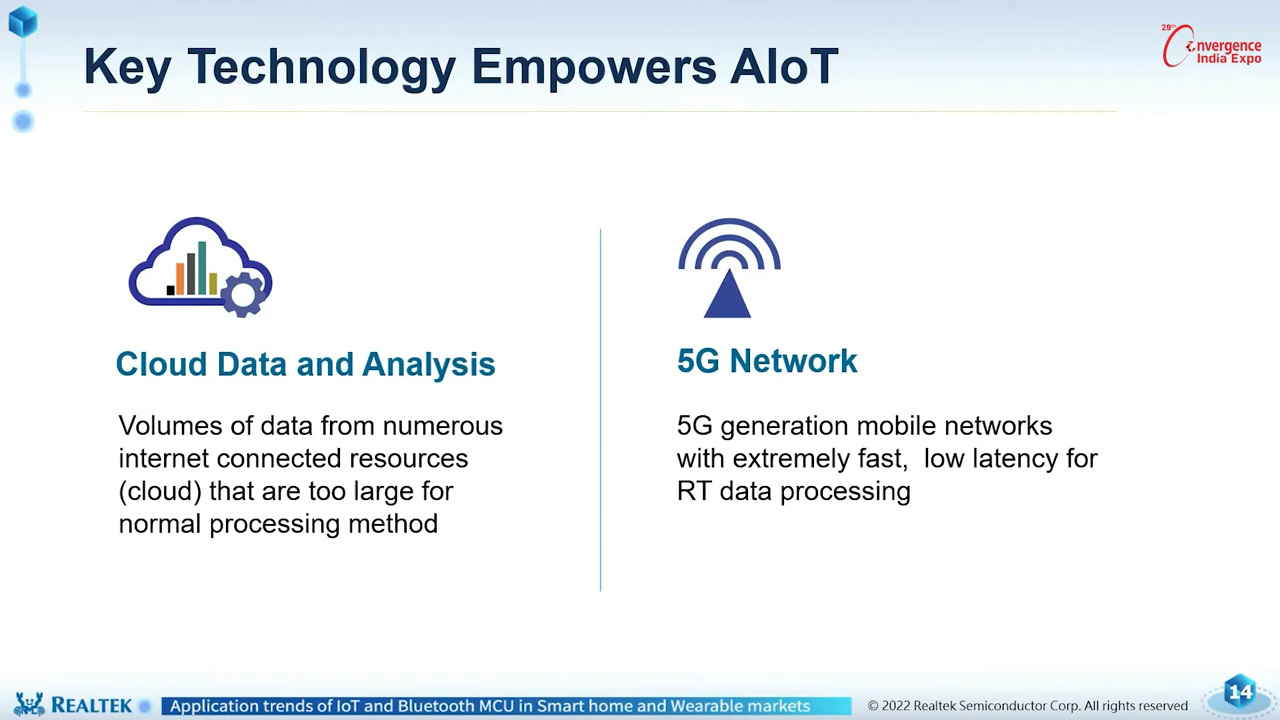 Key Technology Empowers AIoT
29th
Convergence
India Expo
Cloud Data and Analysis
Volumes of data from numerous
internet connected resources
(cloud) that are too large for
normal processing method
5G Network
5G generation mobile networks
with extremely fast,  low latency for
RT data processing
REALTEK
Application trends of IoT and Bluetooth MCU in Smart home and Wearable markets
© 2022 Realtek Semiconductor Corp. All rights reserved
14